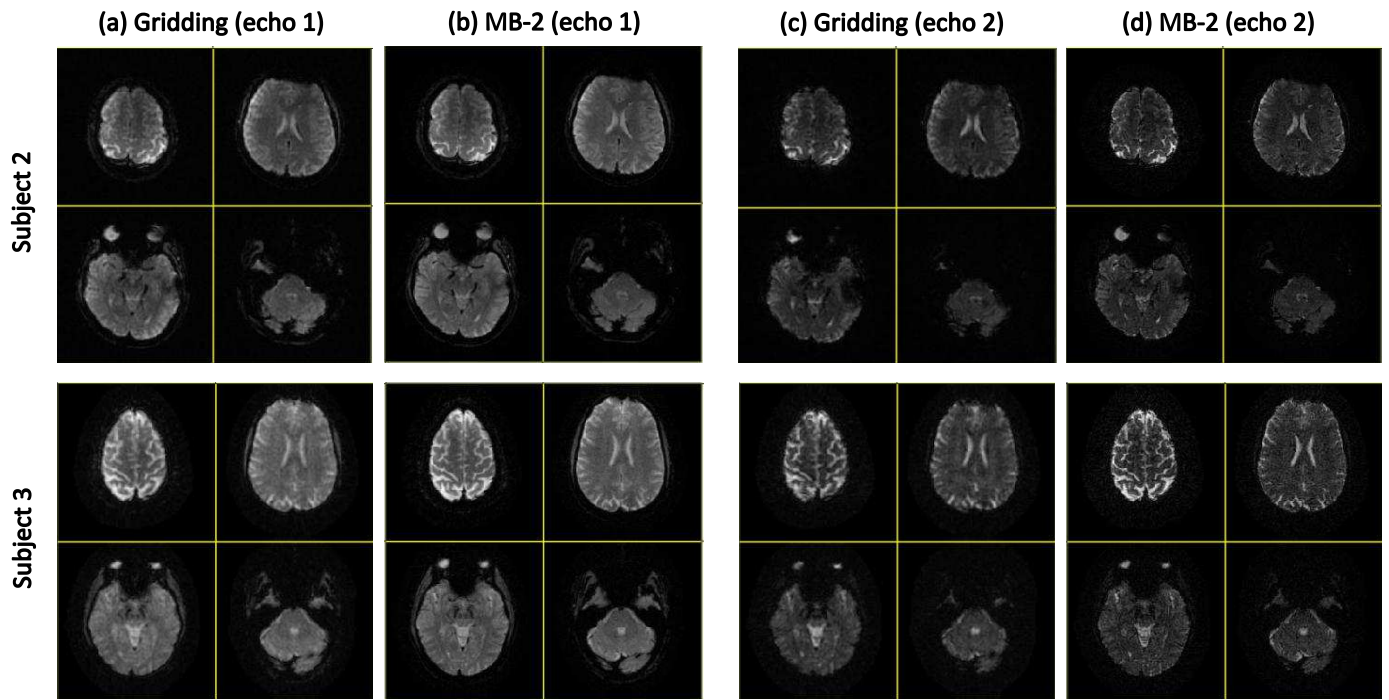 (a) Gridding (echo 1)
(b) MB-2 (echo 1)
(c) Gridding (echo 2)
(d) MB-2 (echo 2)
Subject 2
Subject 3